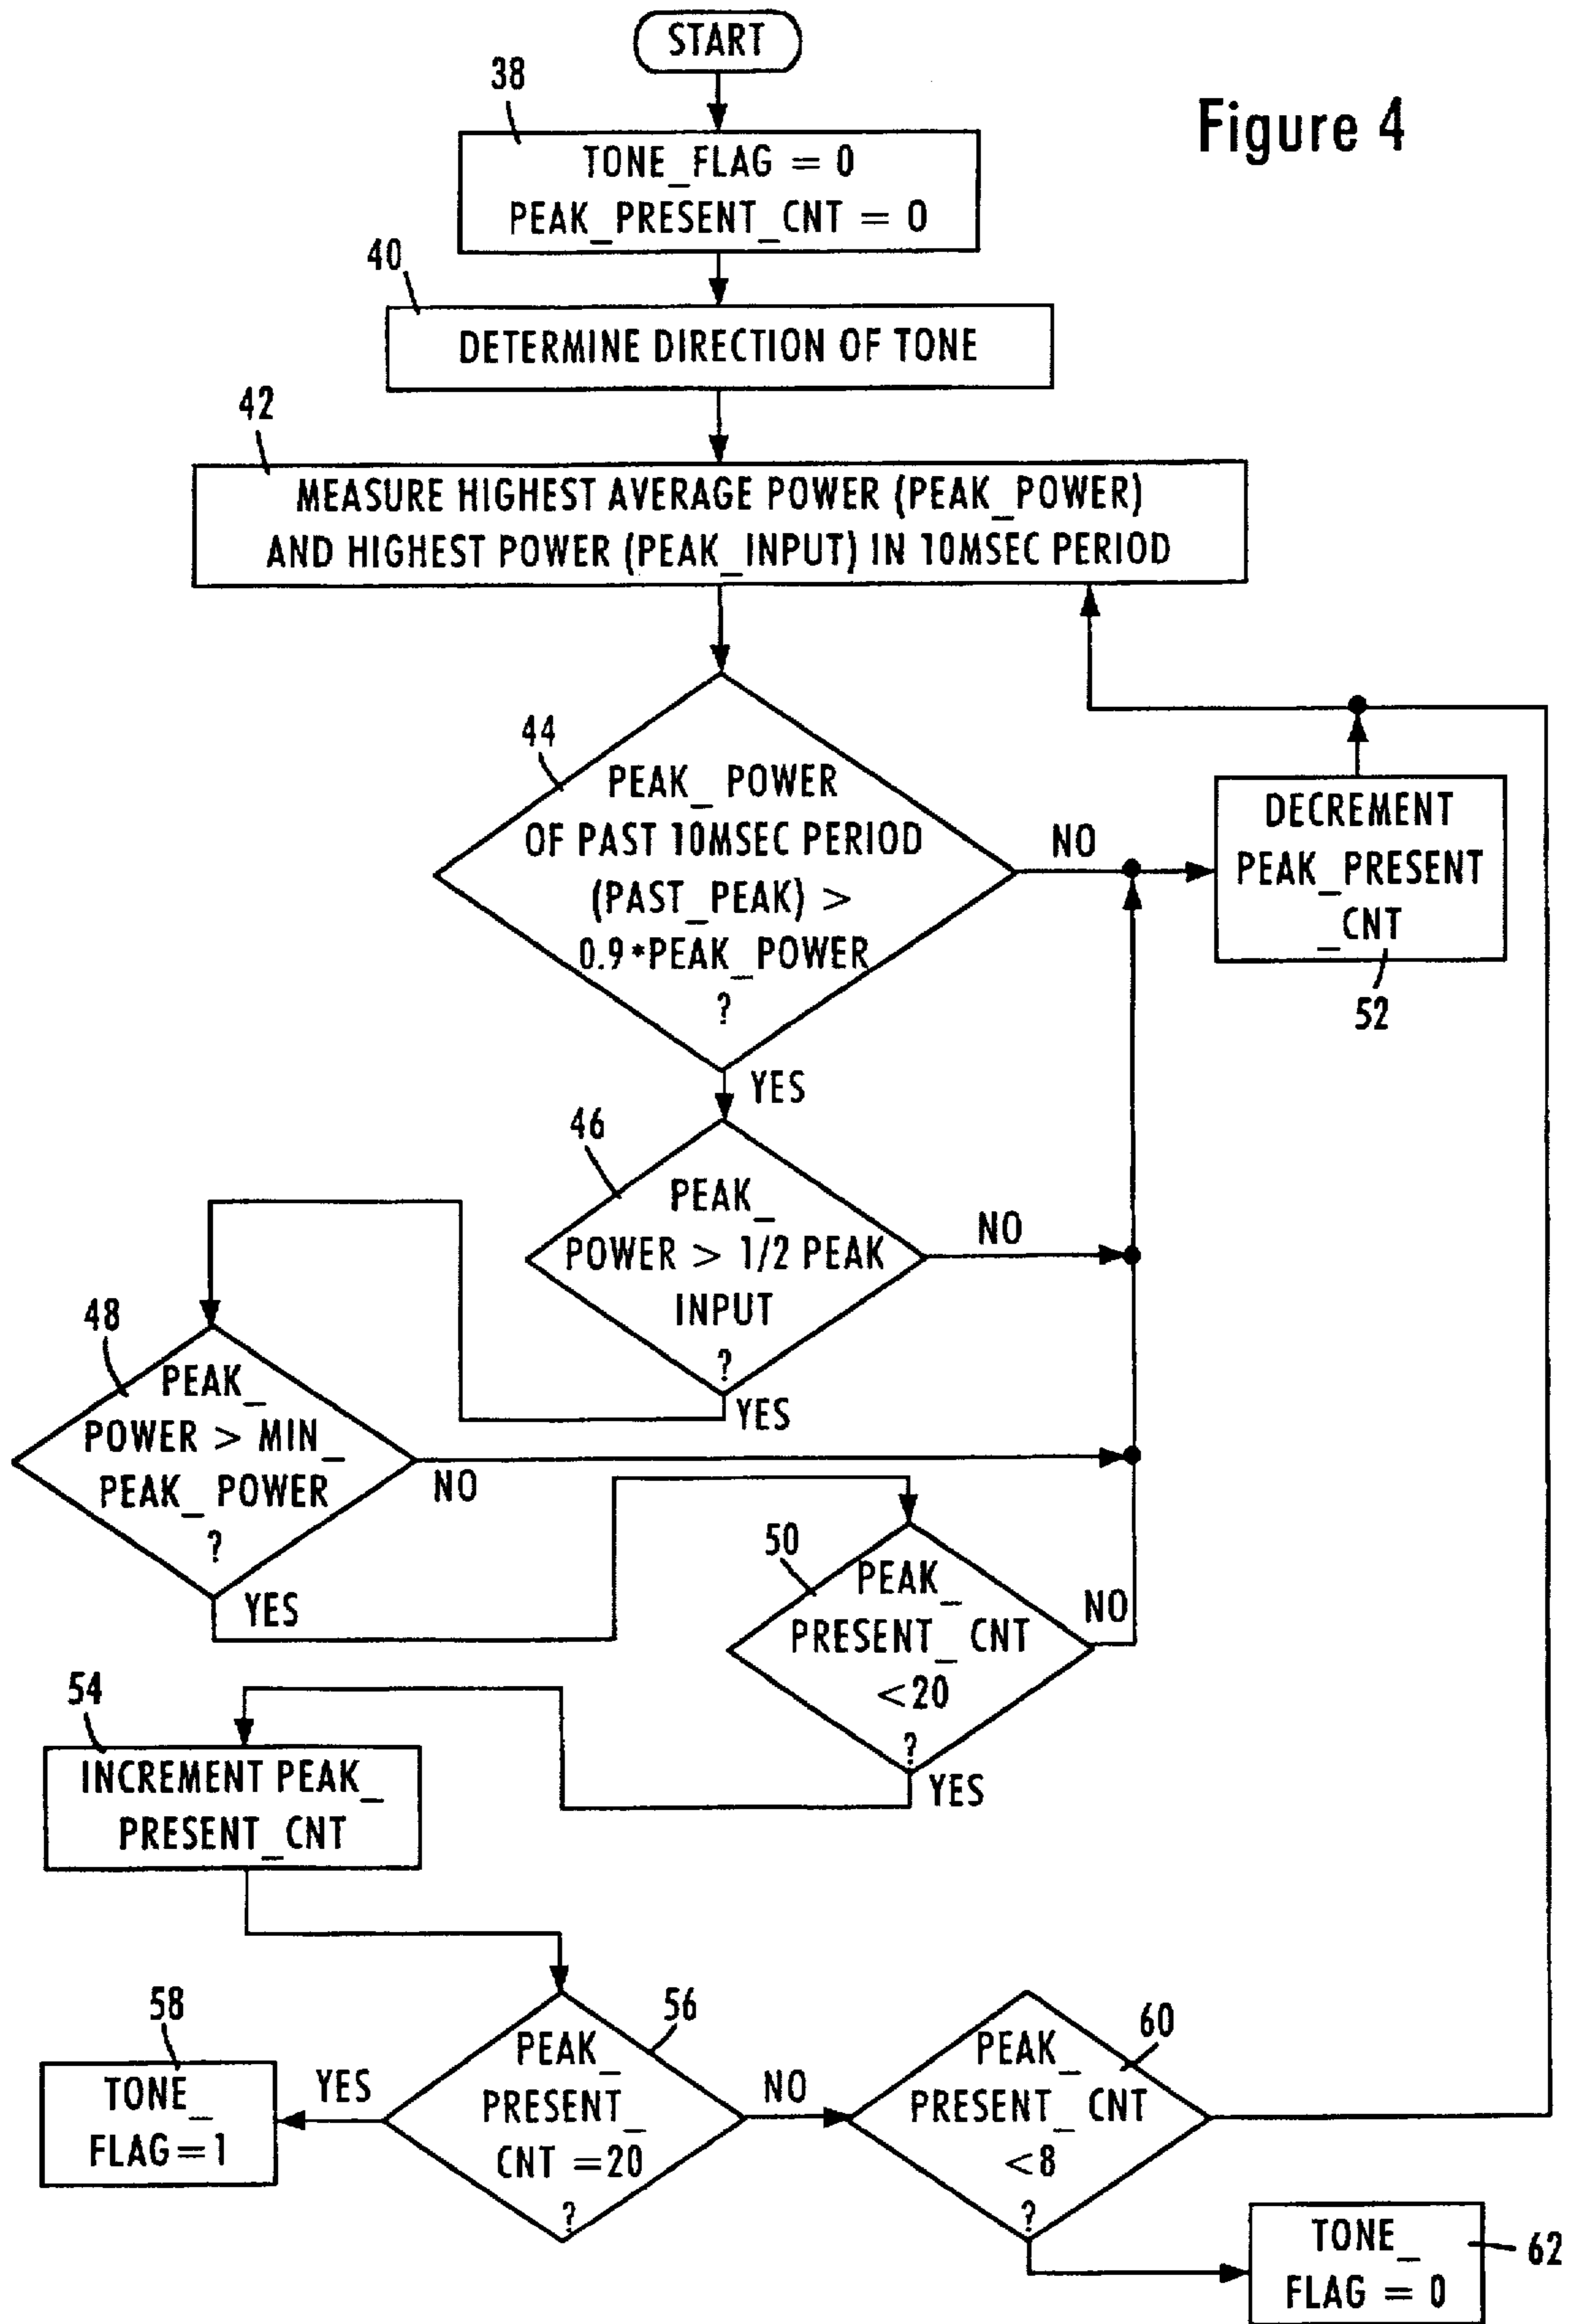 START
Figure 4
38
TONE_FLAG = 0
PEAK_PRESENT_CNT = 0
40
DETERMINE DIRECTION OF TONE
42
MEASURE HIGHEST AVERAGE POWER (PEAK_POWER)
AND HIGHEST POWER (PEAK_INPUT) IN 10MSEC PERIOD
44
PEAK_ POWER
OF PAST 10MSEC PERIOD
(PAST_PEAK) >
0.9*PEAK_POWER
?
NO
DECREMENT
PEAK_PRESENT
_CNT
52
YES
46
PEAK_
POWER > 1/2 PEAK
INPUT
?
NO
YES
48
PEAK_
POWER > MIN_
PEAK_ POWER
?
NO
YES
50
PEAK_
PRESENT_ CNT
<20
?
NO
YES
54
INCREMENT PEAK_
PRESENT_CNT
56
PEAK_
PRESENT_
CNT =20
?
YES
58
TONE_
FLAG=1
NO
60
PEAK_
PRESENT_ CNT
<8
?
TONE_
FLAG = 0
62